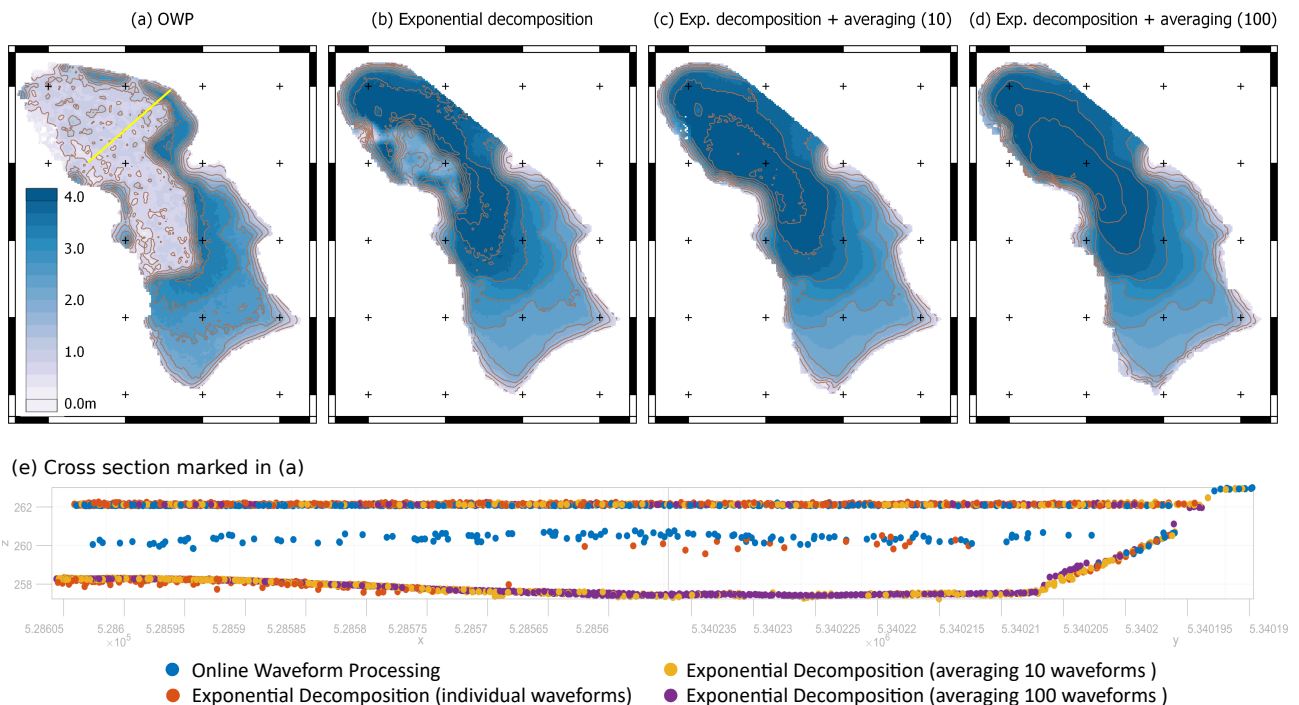 (a) OWP
(b) Exponential decomposition
(c) Exp. decomposition + averaging (10)
(d) Exp. decomposition + averaging (100)
4.0
3.0
2.0
1.0
0.0m
(e) Cross section marked in (a)
262
260
258
z
5.28605 5.286 5.28595 5.2859 5.28585 5.2858 5.28575 5.2857 5.28565 5.2856 5.340235 5.34023 5.340225 5.34022 5.340215 5.34021 5.340205 5.3402 5.340195 5.34019
×10⁵ x ×10⁶ y
Online Waveform Processing
Exponential Decomposition (individual waveforms)
Exponential Decomposition (averaging 10 waveforms )
Exponential Decomposition (averaging 100 waveforms )